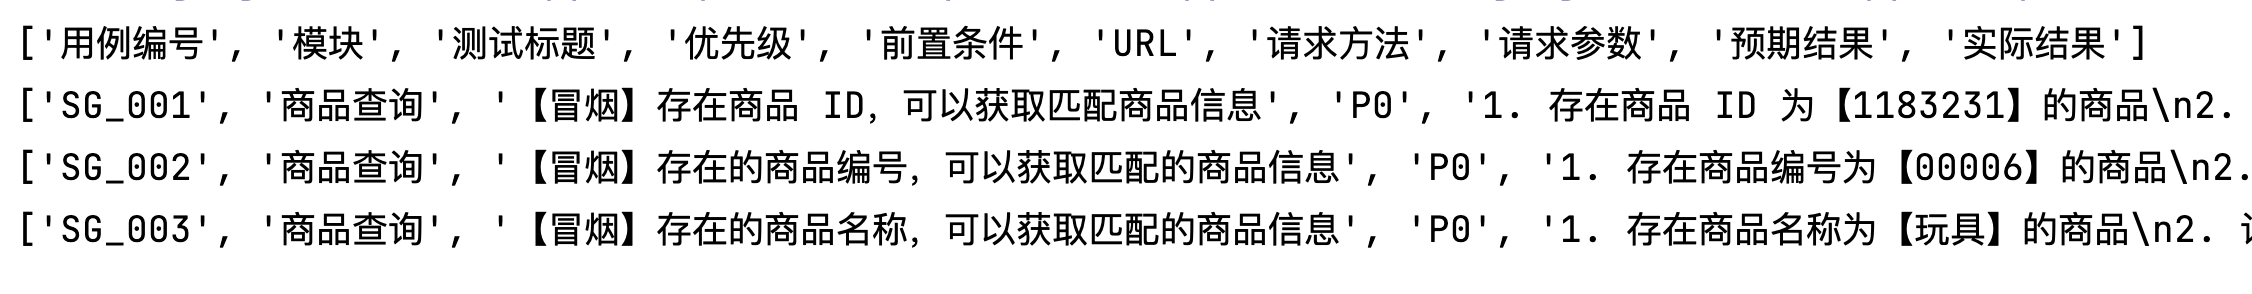 ['用例编号', '模块', '测试标题', '优先级', '前置条件', 'URL', '请求方法', '请求参数', '预期结果', '实际结果']
['SG_001', '商品查询', '【冒烟】存在商品 ID，可以获取匹配商品信息', 'P0', '1. 存在商品 ID 为【1183231】的商品\n2.
['SG_002', '商品查询', '【冒烟】存在的商品编号，可以获取匹配的商品信息', 'P0', '1. 存在商品编号为【00006】的商品\n2.
['SG_003', '商品查询', '【冒烟】存在的商品名称，可以获取匹配的商品信息', 'P0', '1. 存在商品名称为【玩具】的商品\n2.